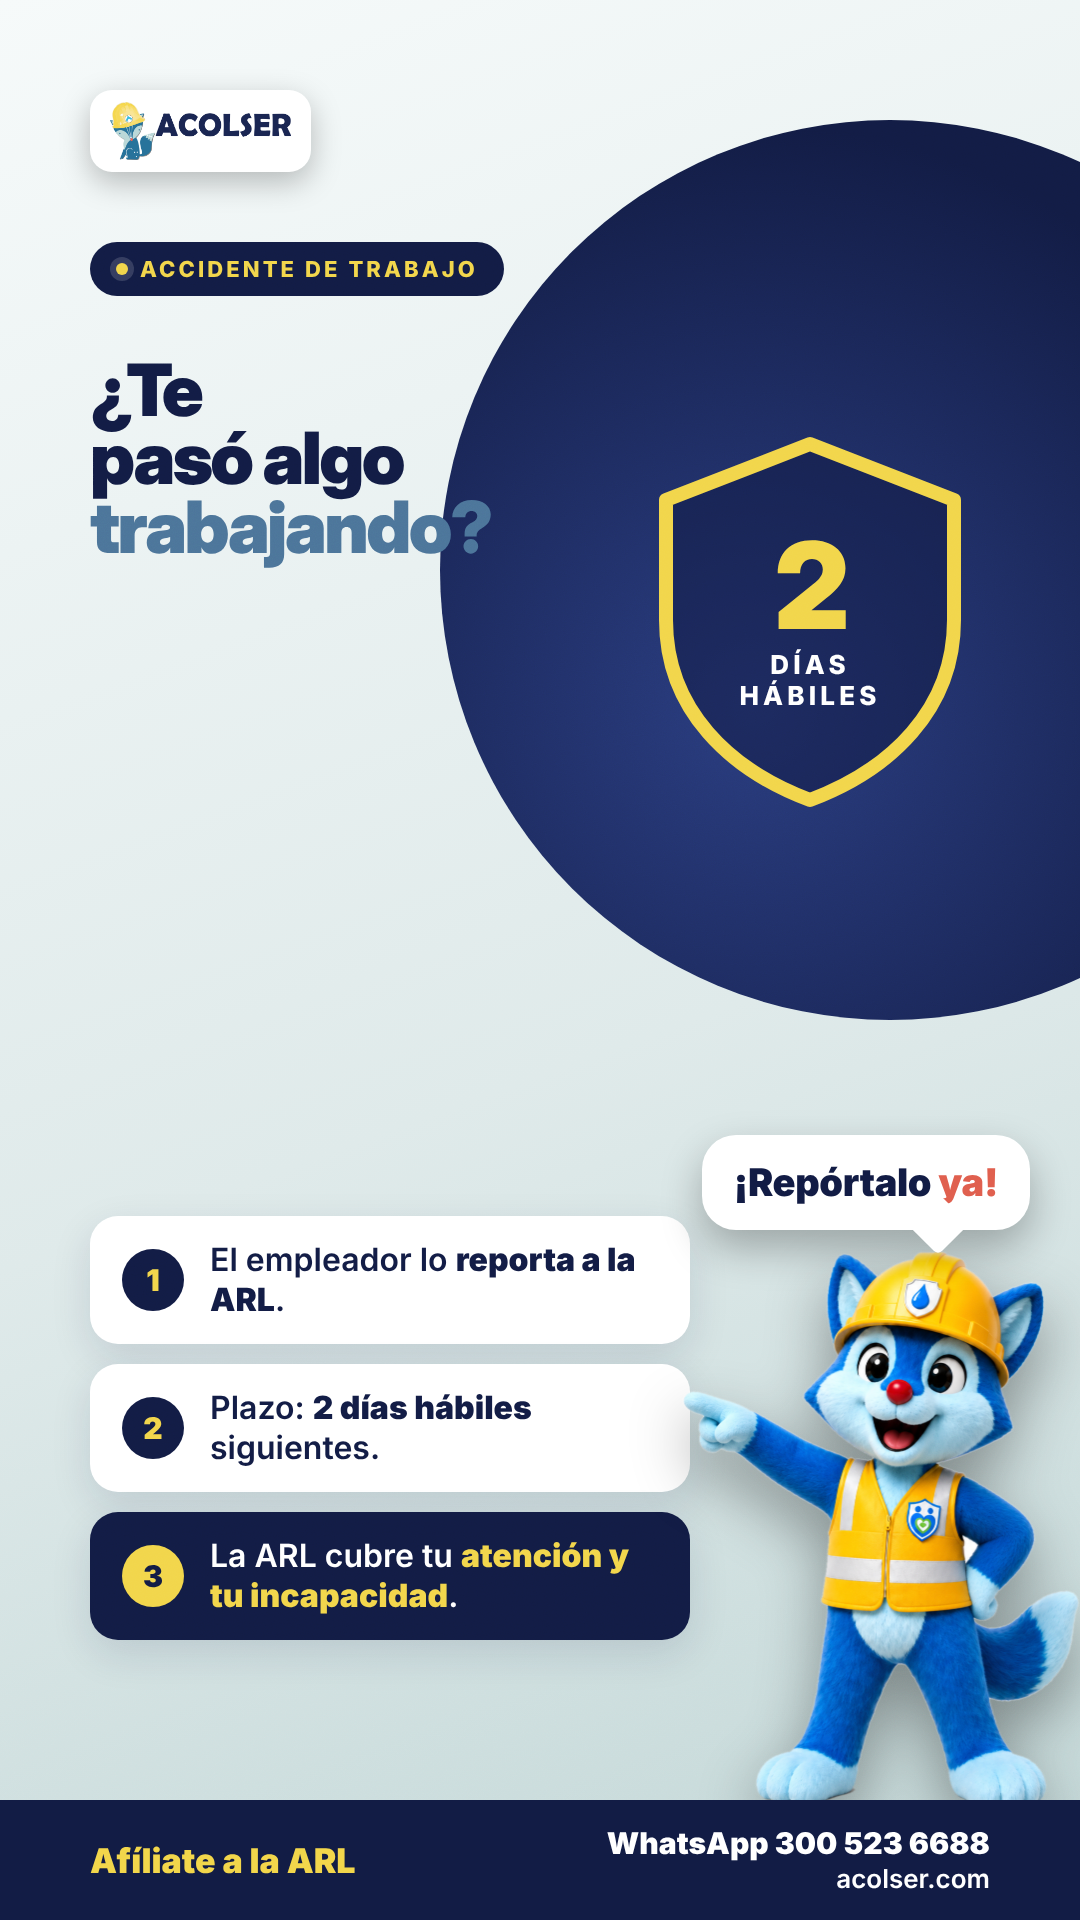 ACOLSER
ACCIDENTE DE TRABAJO
¿Te
pasó algo
trabajando?
2
DÍAS
HÁBILES
¡Repórtalo ya!
1
El empleador lo reporta a la
ARL.
2
Plazo: 2 días hábiles
siguientes.
3
La ARL cubre tu atención y
tu incapacidad.
Afíliate a la ARL
WhatsApp 300 523 6688
acolser.com